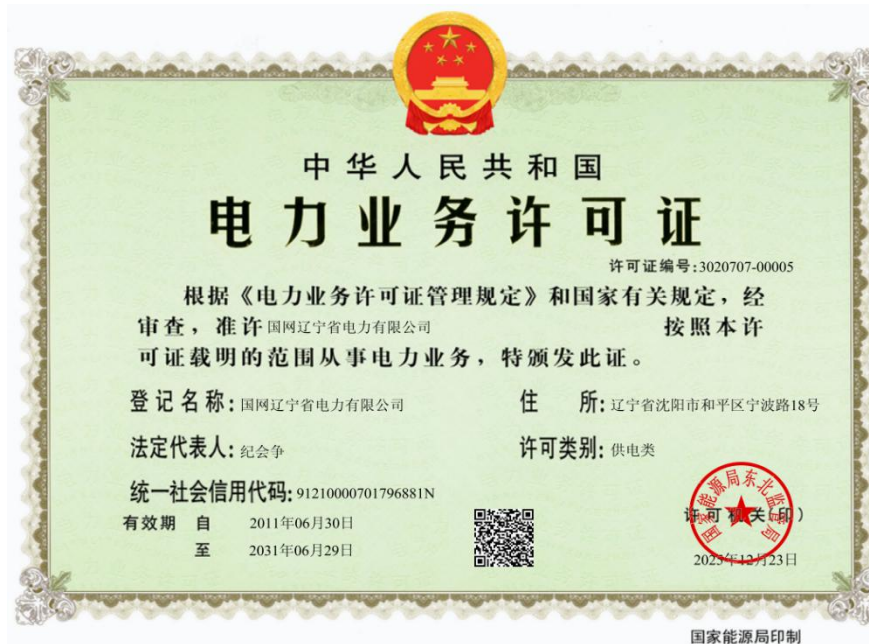 中华人民共和国
电力业务许可证
许可证编号:3020707-00005
根据《电力业务许可证管理规定》和国家有关规定，经
审查，准许国网辽宁省电力有限公司 按照本许
可证载明的范围从事电力业务，特颁发此证。
登记名称:国网辽宁省电力有限公司 住 所:辽宁省沈阳市和平区宁波路18号
法定代表人:纪会争 许可类别:供电类
统一社会信用代码:91210000701796881N
有效期 自 2011年06月30日
至 2031年06月29日
许可机关(印)
国家能源局东北监管局
2025年12月23日
国家能源局印制